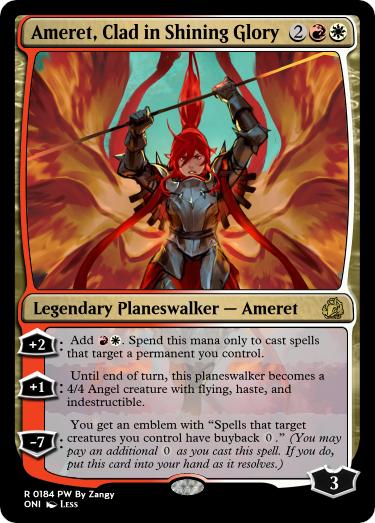 Ameret, Clad in Shining Glory 2
Legendary Planeswalker — Ameret
+2: Add . Spend this mana only to cast spells
that target a permanent you control.
Until end of turn, this planeswalker becomes a
+1: 4/4 Angel creature with flying, haste, and
indestructible.
You get an emblem with “Spells that target
creatures you control have buyback 0.” (You may
-7: pay an additional 0 as you cast this spell. If you do,
put this card into your hand as it resolves.)
3
R 0184 PW By Zangy
ONI Less